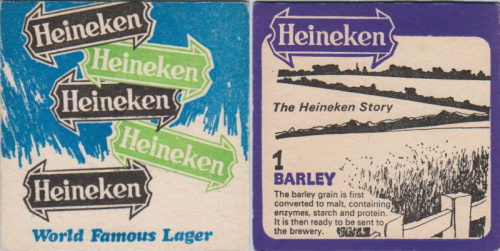 Heineken
Heineken
Heineken
Heineken
Heineken
World Famous Lager
Heineken
The Heineken Story
1
BARLEY
The barley grain is first
converted to malt, containing
enzymes, starch and protein.
It is then ready to be sent to
the brewery.